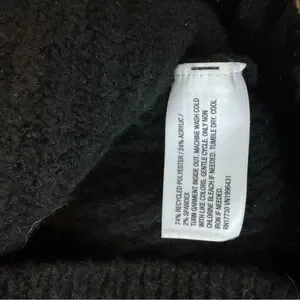 74% RECYCLED POLYESTER / 24% ACRYLIC /
2% SPANDEX
TURN GARMENT INSIDE OUT. MACHINE WASH COLD
WITH LIKE COLORS. GENTLE CYCLE. ONLY NON
CHLORINE BLEACH IF NEEDED. TUMBLE DRY. COOL
IRON IF NEEDED.
RN17730 VN1996431